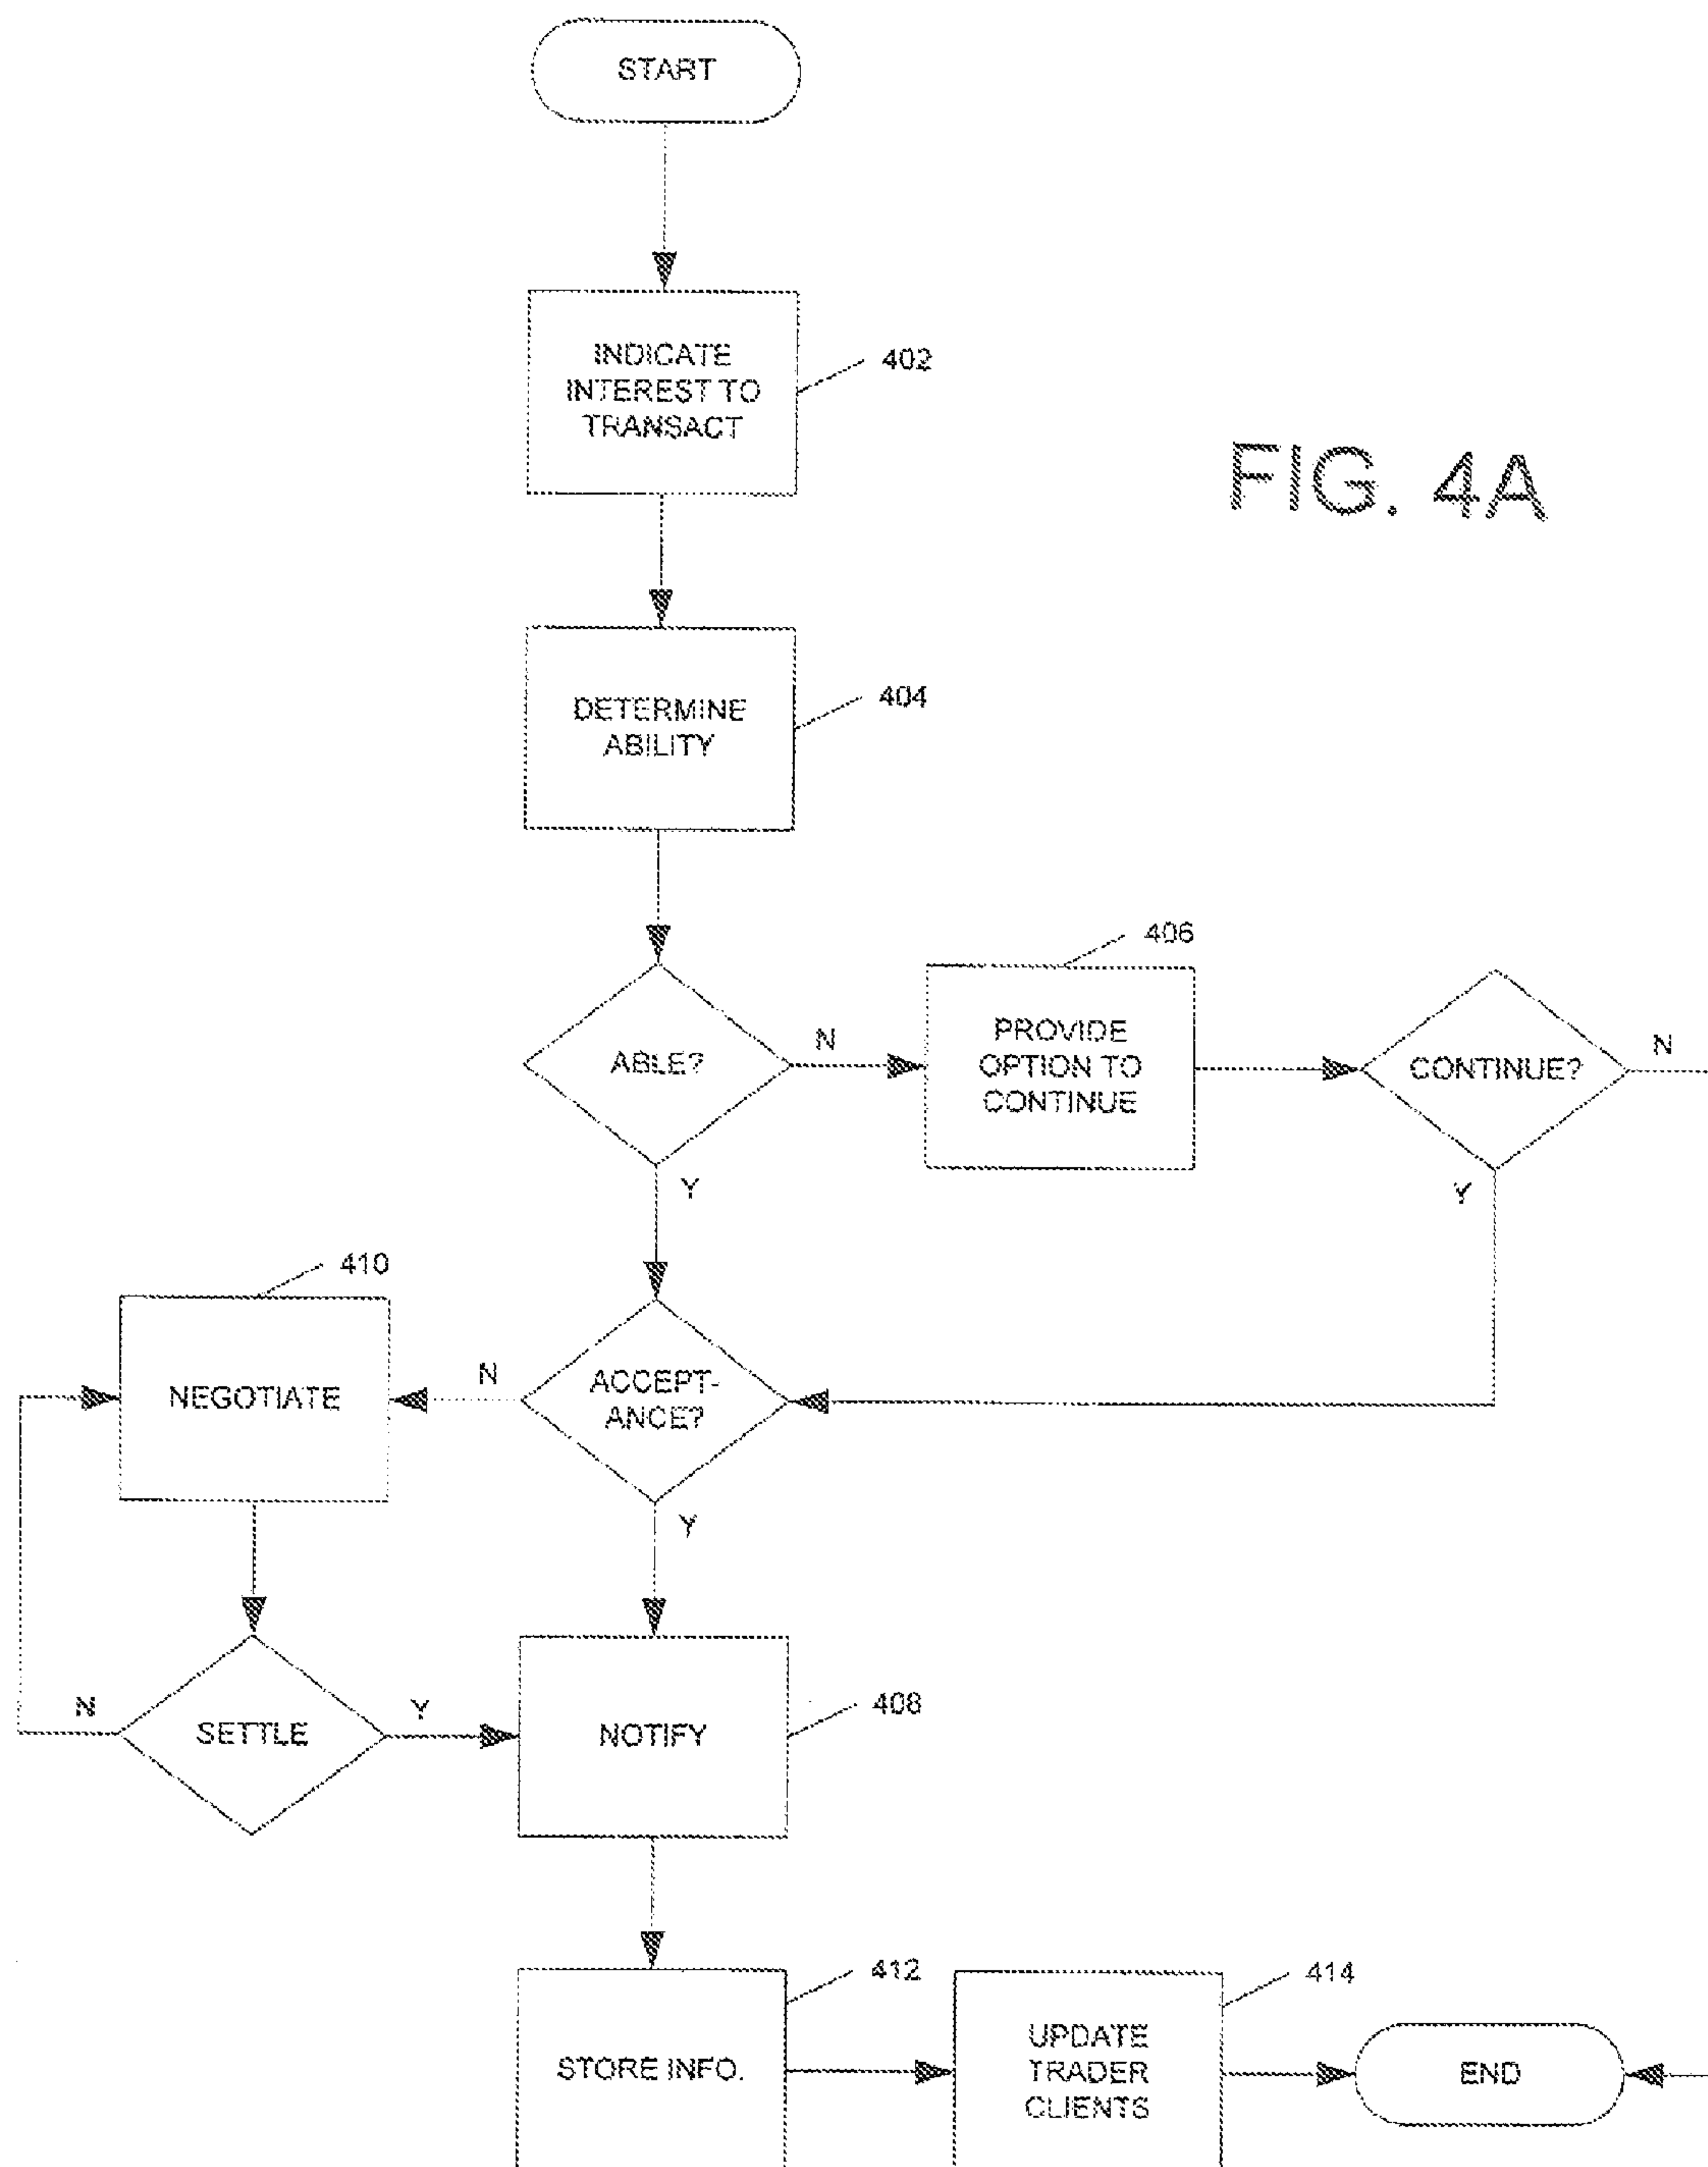 START
INDICATE
INTEREST TO
TRANSACT
402
FIG. 4A
DETERMINE
ABILITY
404
ABLE?
N
Y
406
PROVIDE
OPTION TO
CONTINUE
CONTINUE?
N
Y
410
NEGOTIATE
N
ACCEPT-
ANCE?
Y
N
SETTLE
Y
NOTIFY
408
STORE INFO.
412
UPDATE
TRADER
CLIENTS
414
END